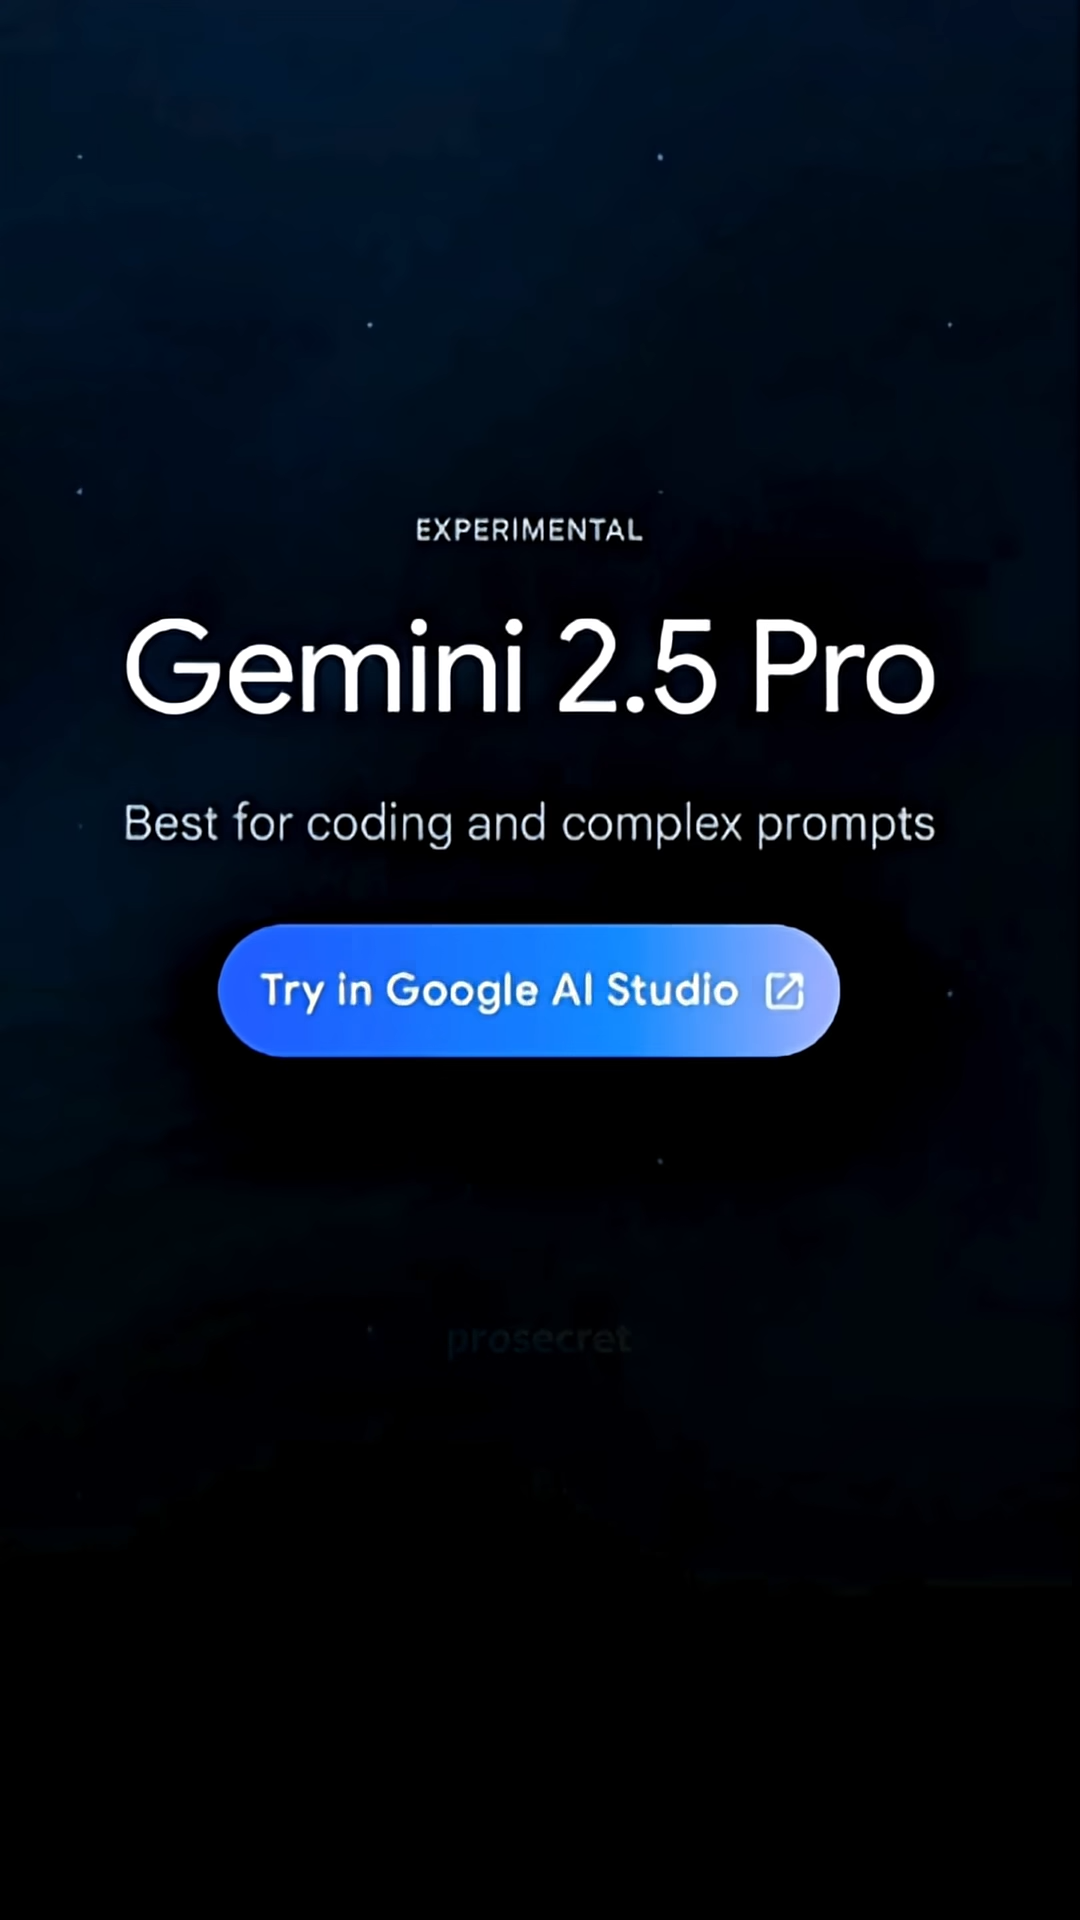 EXPERIMENTAL
Gemini 2.5 Pro
Best for coding and complex prompts
Try in Google AI Studio
prosecret